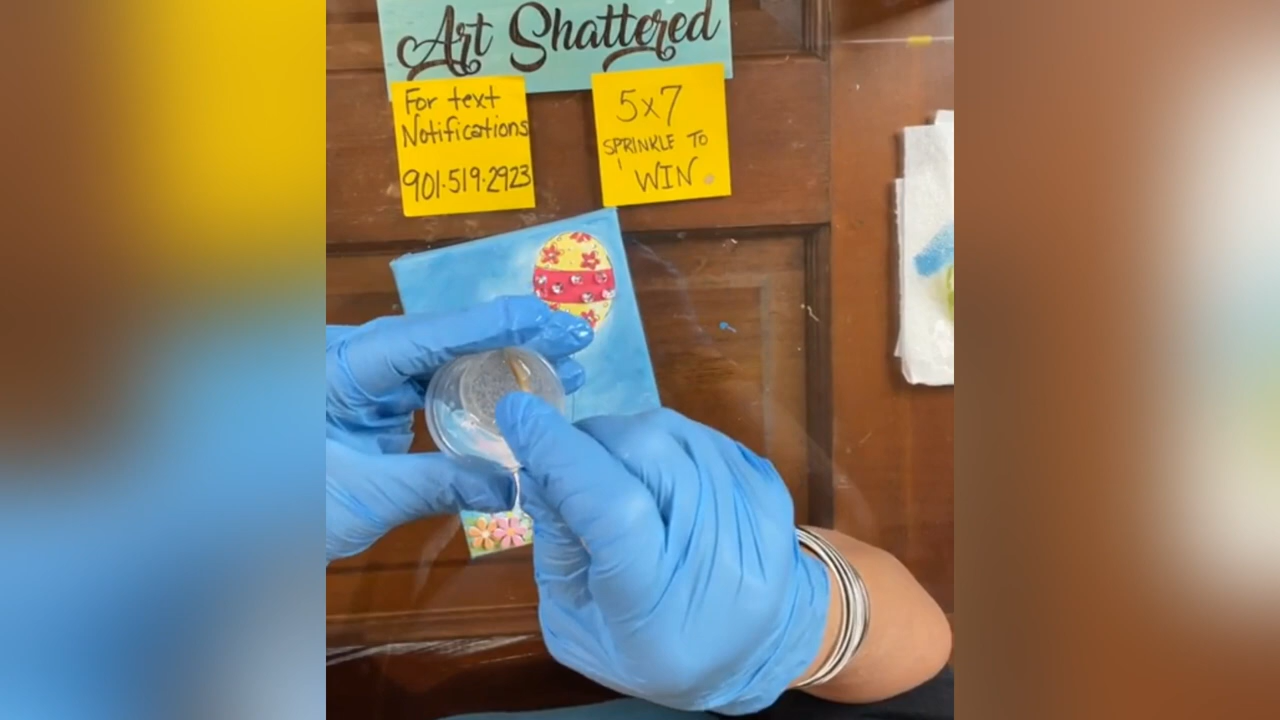 Art Shattered
For text
Notifications
901.519.2923
5x7
SPRINKLE TO
WIN